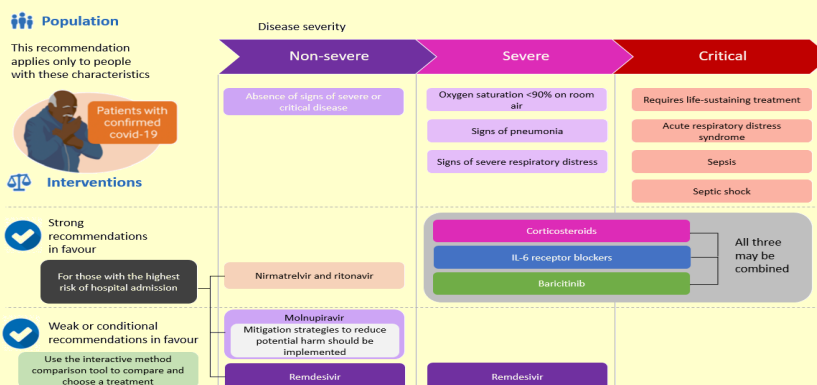 Population
Disease severity
This recommendation
applies only to people
with these characteristics
Non-severe
Severe
Critical
Patients with
confirmed
covid-19
Absence of signs of severe or
critical disease
Oxygen saturation <90% on room
air
Signs of pneumonia
Signs of severe respiratory distress
Requires life-sustaining treatment
Acute respiratory distress
syndrome
Sepsis
Septic shock
Interventions
Strong
recommendations
in favour
Corticosteroids
IL-6 receptor blockers
Baricitinib
All three
may be
combined
For those with the highest
risk of hospital admission
Nirmatrelvir and ritonavir
Weak or conditional
recommendations in favour
Molnupiravir
Mitigation strategies to reduce
potential harm should be
implemented
Use the interactive method
comparison tool to compare and
choose a treatment
Remdesivir
Remdesivir